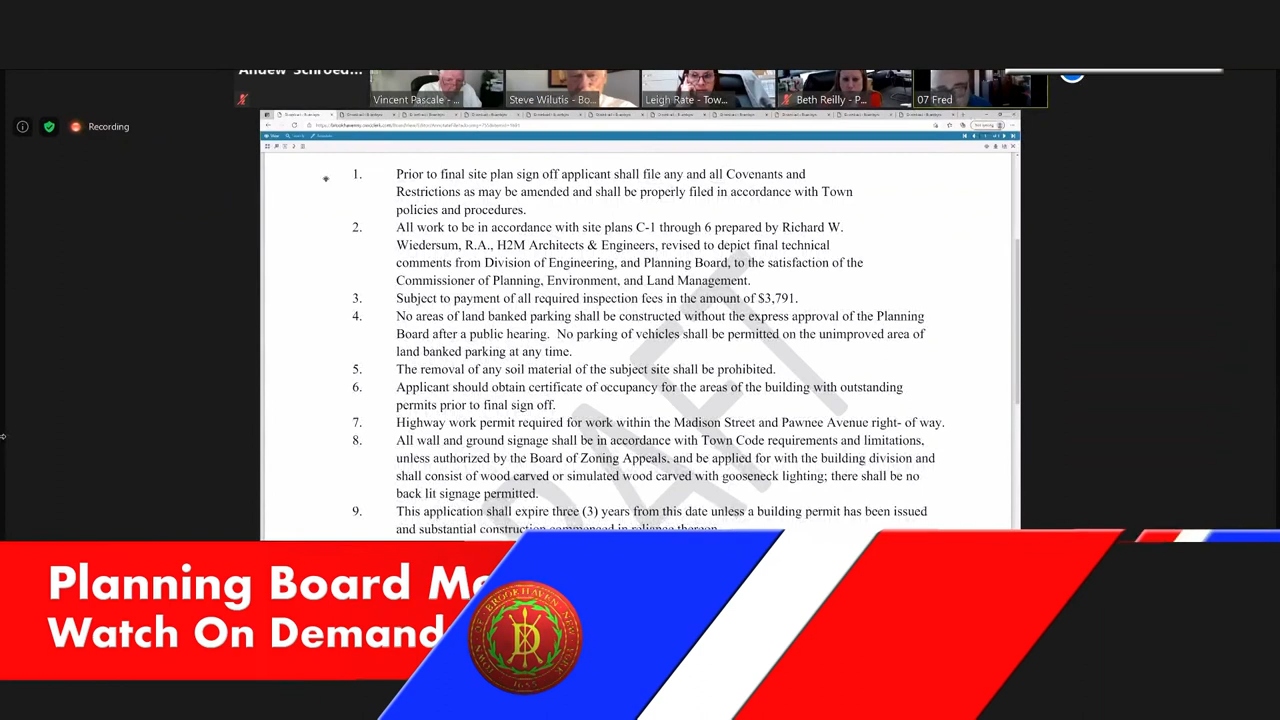 Andew Schroed...
Vincent Pascale - ...
Steve Wilutis - Bo...
Leigh Rate - Tow...
Beth Reilly - P...
07 Fred
Recording
1. Prior to final site plan sign off applicant shall file any and all Covenants and
Restrictions as may be amended and shall be properly filed in accordance with Town
policies and procedures.
2. All work to be in accordance with site plans C-1 through 6 prepared by Richard W.
Wiedersum, R.A., H2M Architects & Engineers, revised to depict final technical
comments from Division of Engineering, and Planning Board, to the satisfaction of the
Commissioner of Planning, Environment, and Land Management.
3. Subject to payment of all required inspection fees in the amount of $3,791.
4. No areas of land banked parking shall be constructed without the express approval of the Planning
Board after a public hearing. No parking of vehicles shall be permitted on the unimproved area of
land banked parking at any time.
5. The removal of any soil material of the subject site shall be prohibited.
6. Applicant should obtain certificate of occupancy for the areas of the building with outstanding
permits prior to final sign off.
7. Highway work permit required for work within the Madison Street and Pawnee Avenue right- of way.
8. All wall and ground signage shall be in accordance with Town Code requirements and limitations,
unless authorized by the Board of Zoning Appeals, and be applied for with the building division and
shall consist of wood carved or simulated wood carved with gooseneck lighting; there shall be no
back lit signage permitted.
9. This application shall expire three (3) years from this date unless a building permit has been issued
and substantial construction commenced in reliance thereon.
DRAFT
Planning Board Me
Watch On Demand
TOWN OF BROOKHAVEN NEW YORK
D
1655